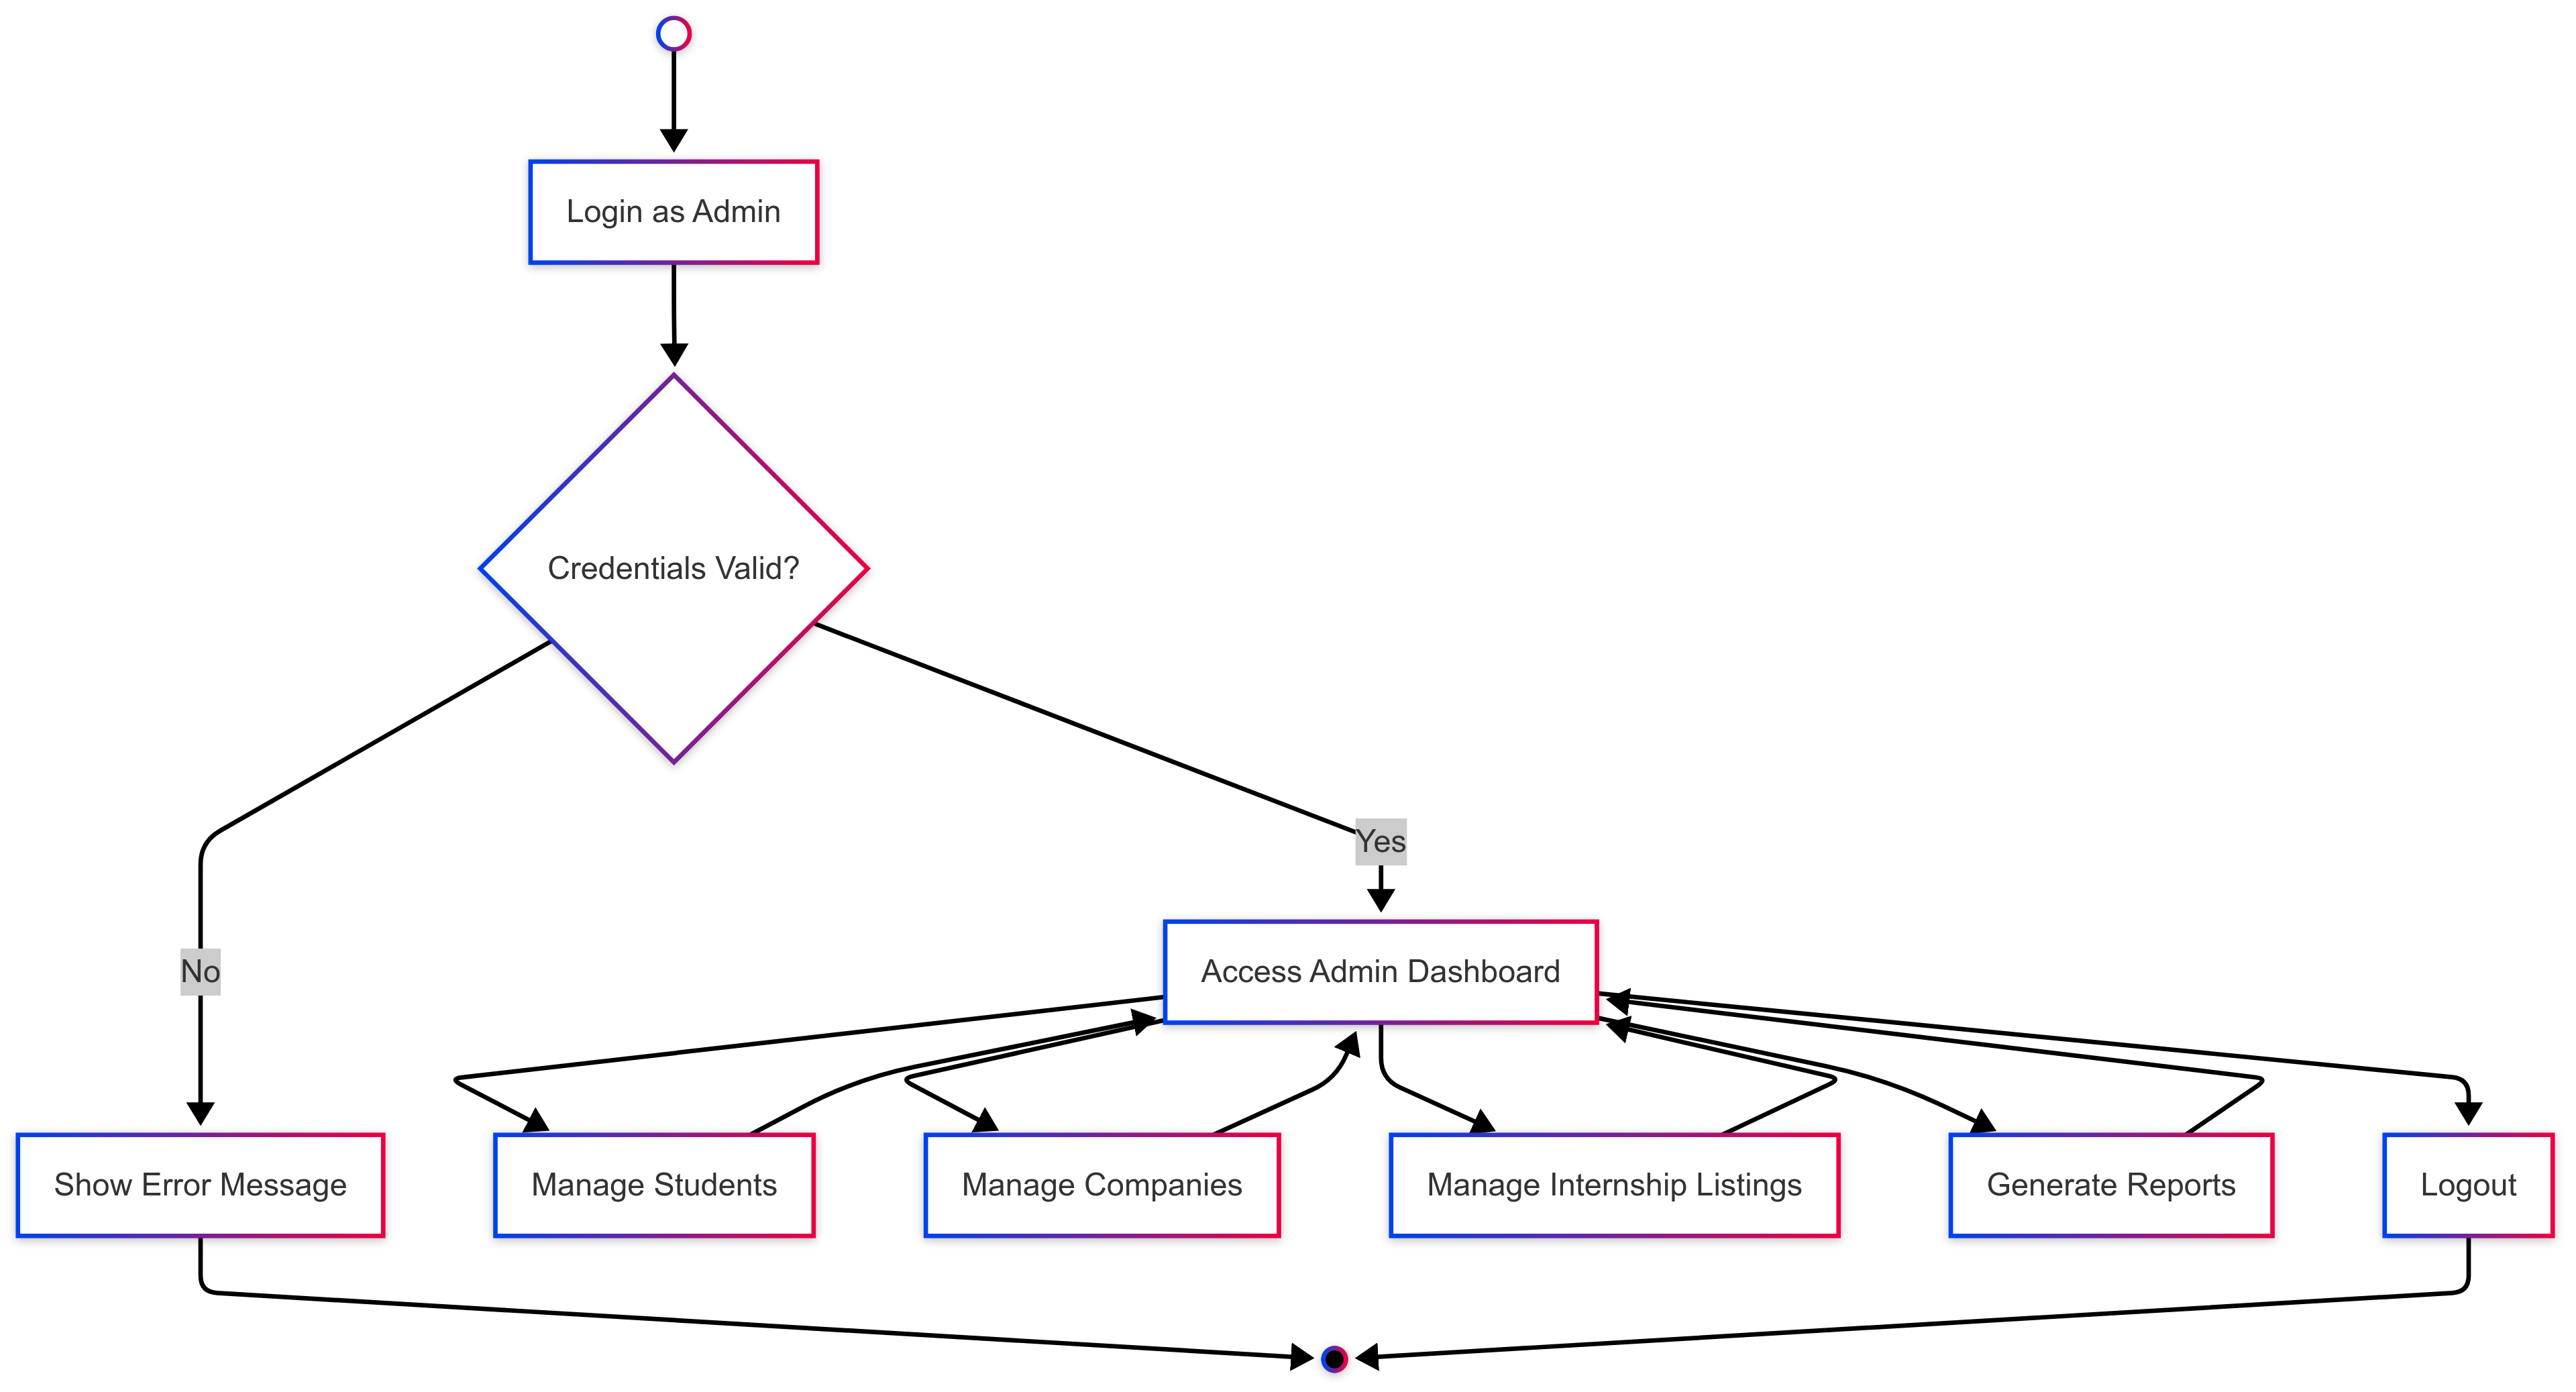 Login as Admin
Credentials Valid?
Yes
No
Access Admin Dashboard
Show Error Message
Manage Students
Manage Companies
Manage Internship Listings
Generate Reports
Logout